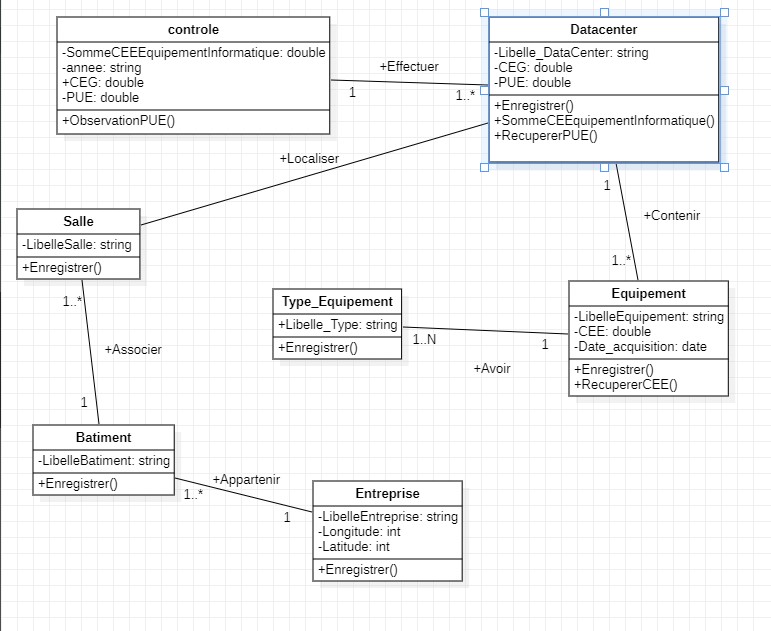 controle
-SommeCEEEquipementInformatique: double
-annee: string
+CEG: double
-PUE: double
+ObservationPUE()
+Effectuer
1
1..*
Datacenter
-Libelle_DataCenter: string
-CEG: double
-PUE: double
+Enregistrer()
+SommeCEEquipementInformatique()
+RecupererPUE()
+Localiser
1
+Contenir
1..*
Salle
-LibelleSalle: string
+Enregistrer()
1..*
+Associer
1
Type_Equipement
+Libelle_Type: string
+Enregistrer()
1..N
1
+Avoir
Equipement
-LibelleEquipement: string
-CEE: double
-Date_acquisition: date
+Enregistrer()
+RecupererCEE()
Batiment
-LibelleBatiment: string
+Enregistrer()
+Appartenir
1..*
1
Entreprise
-LibelleEntreprise: string
-Longitude: int
-Latitude: int
+Enregistrer()